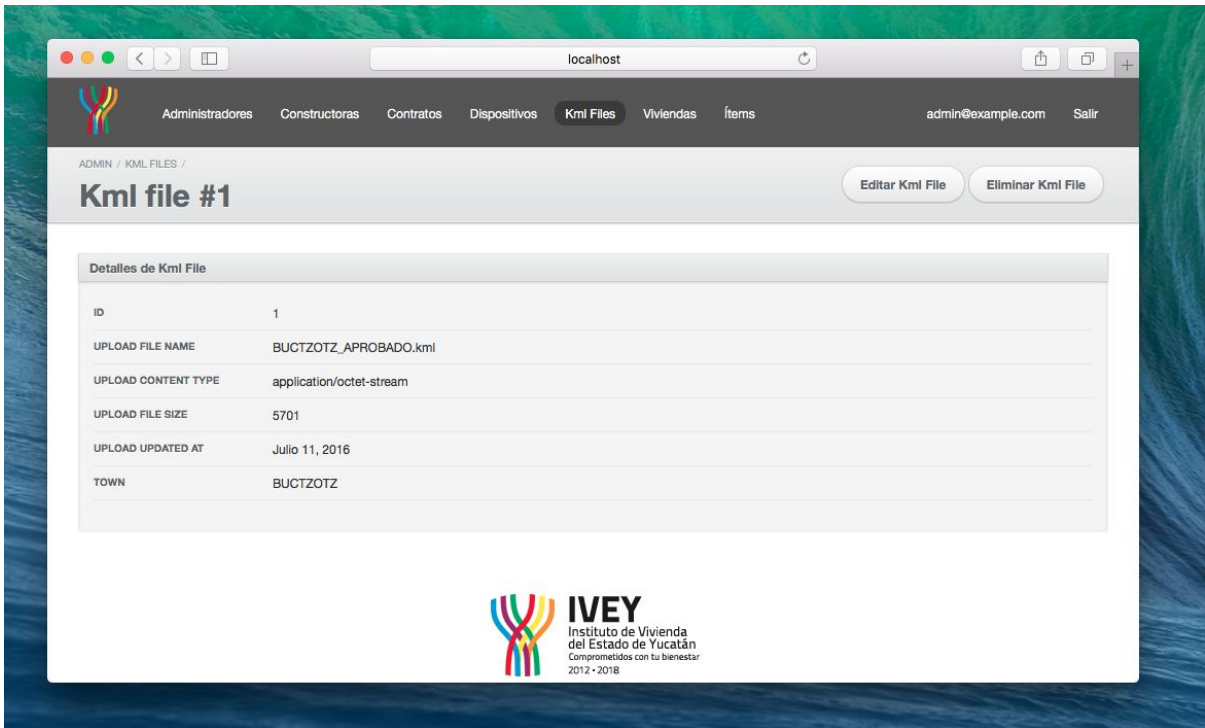 localhost
Administradores Constructoras Contratos Dispositivos Kml Files Viviendas Ítems admin@example.com Salir
ADMIN / KML FILES /
Kml file #1
Editar Kml File Eliminar Kml File
Detalles de Kml File
ID 1
UPLOAD FILE NAME BUCTZOTZ_APROBADO.kml
UPLOAD CONTENT TYPE application/octet-stream
UPLOAD FILE SIZE 5701
UPLOAD UPDATED AT Julio 11, 2016
TOWN BUCTZOTZ
IVEY
Instituto de Vivienda
del Estado de Yucatán
Comprometidos con tu bienestar
2012 • 2018